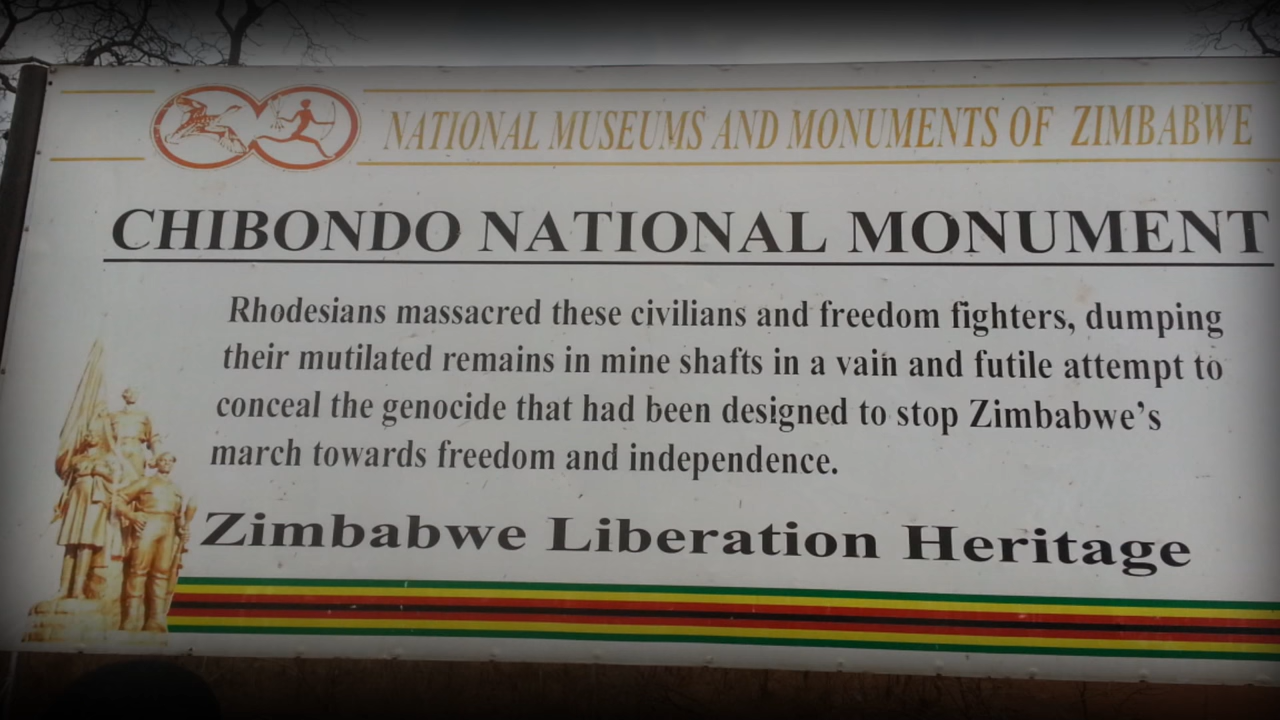 NATIONAL MUSEUMS AND MONUMENTS OF ZIMBABWE
CHIBONDO NATIONAL MONUMENT
Rhodesians massacred these civilians and freedom fighters, dumping
their mutilated remains in mine shafts in a vain and futile attempt to
conceal the genocide that had been designed to stop Zimbabwe's
march towards freedom and independence.
Zimbabwe Liberation Heritage